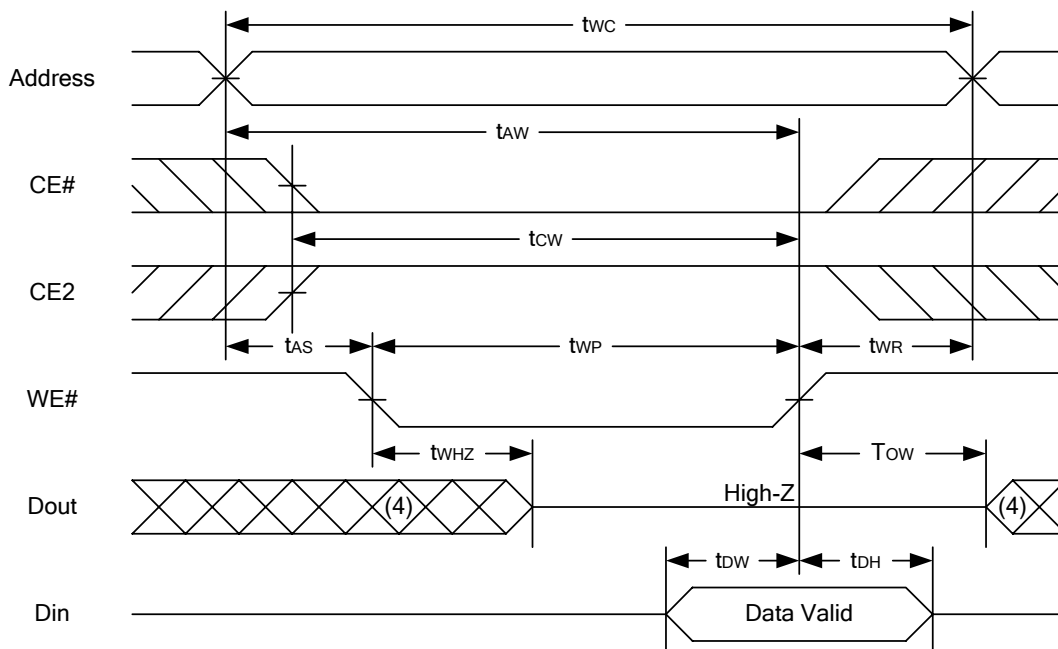 tWC
Address
tAW
CE#
tCW
CE2
tAS
tWP
tWR
WE#
tWHZ
TOW
Dout
(4)
High-Z
(4)
tDW
tDH
Din
Data Valid